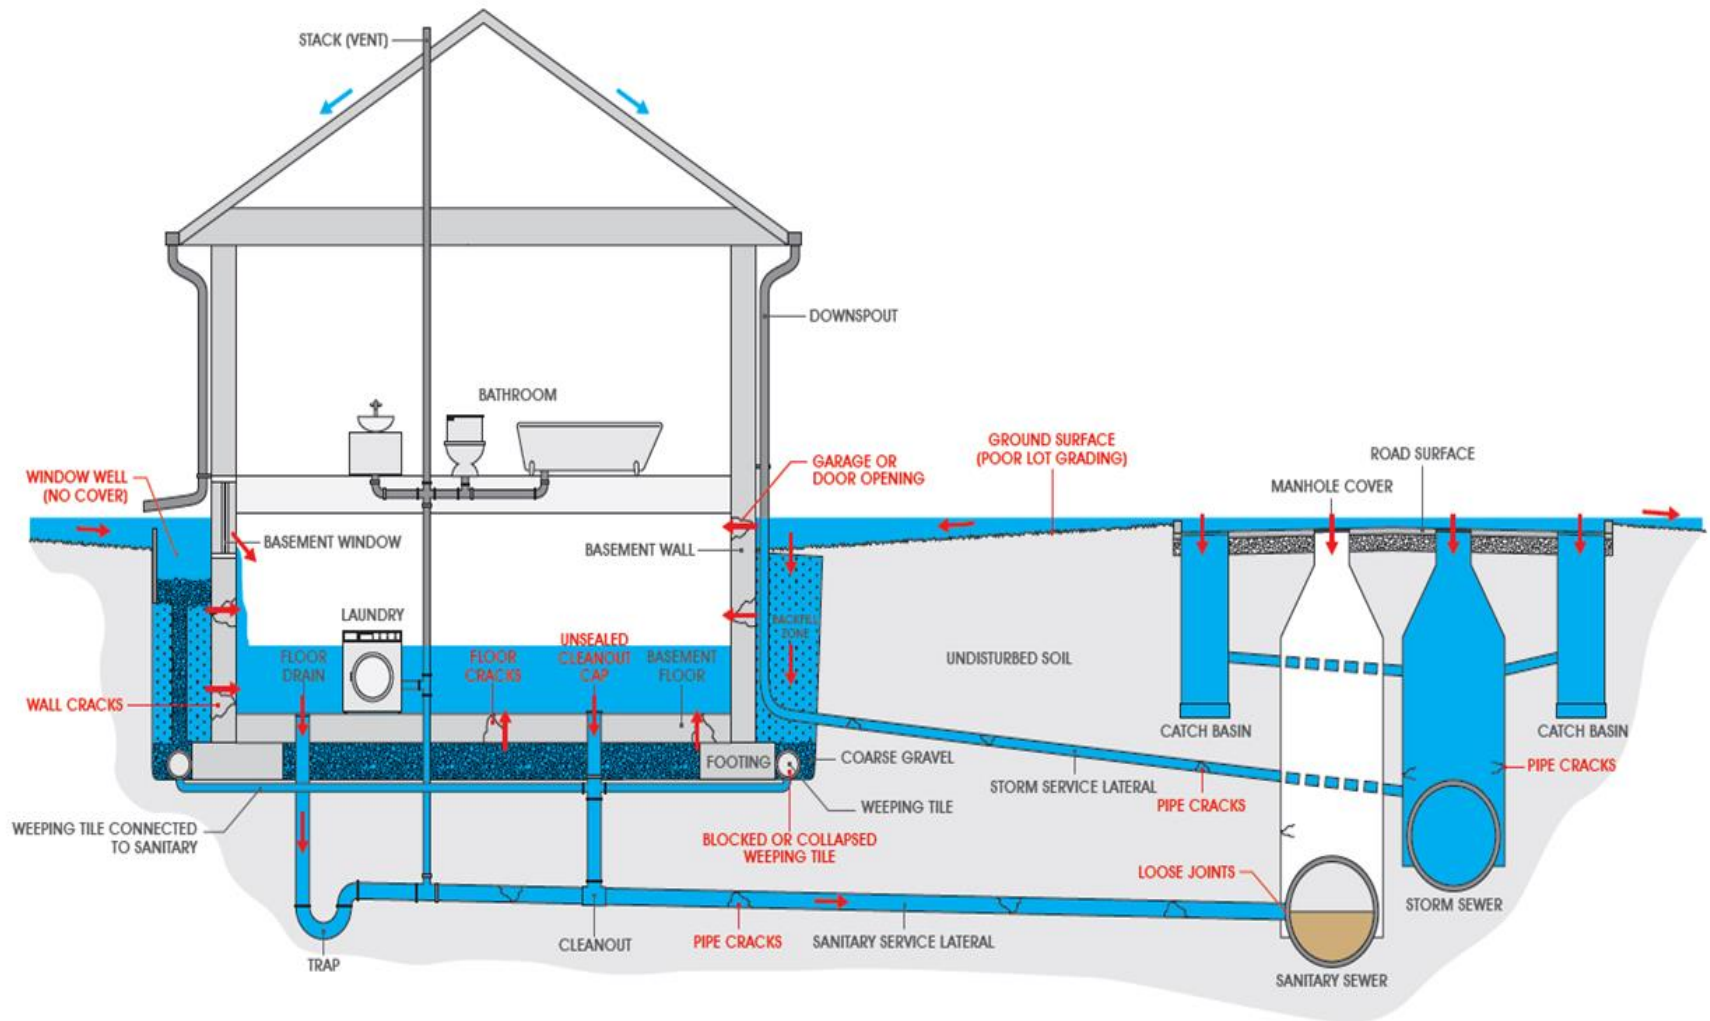 STACK (VENT)
DOWNSPOUT
BATHROOM
GROUND SURFACE
(POOR LOT GRADING)
ROAD SURFACE
GARAGE OR
DOOR OPENING
WINDOW WELL
(NO COVER)
MANHOLE COVER
BASEMENT WINDOW
BASEMENT WALL
LAUNDRY
BACKFILL
ZONE
UNSEALED
CLEANOUT
CAP
FLOOR
DRAIN
FLOOR
CRACKS
BASEMENT
FLOOR
UNDISTURBED SOIL
WALL CRACKS
CATCH BASIN
CATCH BASIN
FOOTING
COARSE GRAVEL
PIPE CRACKS
STORM SERVICE LATERAL
PIPE CRACKS
WEEPING TILE
WEEPING TILE CONNECTED
TO SANITARY
BLOCKED OR COLLAPSED
WEEPING TILE
LOOSE JOINTS
STORM SEWER
CLEANOUT
PIPE CRACKS
SANITARY SERVICE LATERAL
TRAP
SANITARY SEWER